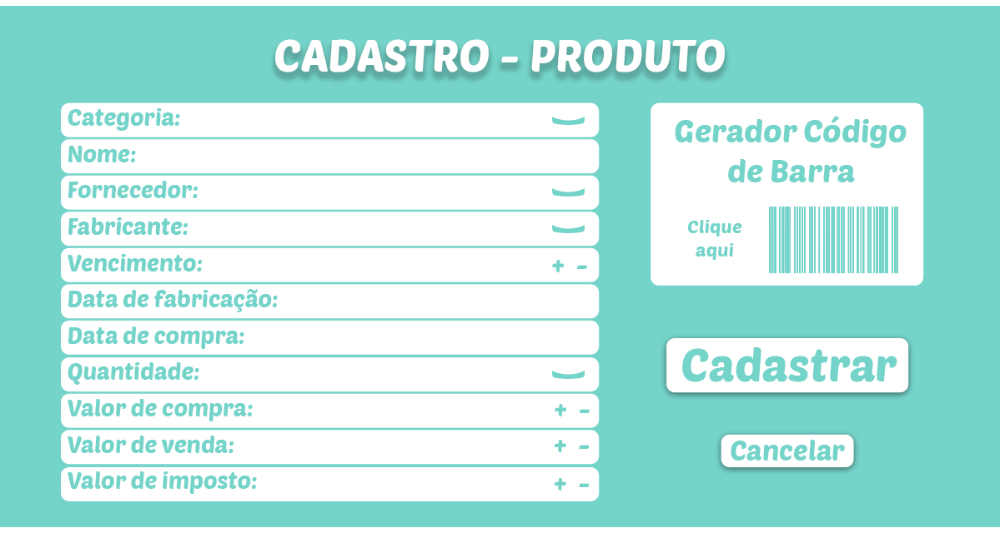 CADASTRO - PRODUTO
Categoria:
Nome:
Fornecedor:
Fabricante:
Vencimento: + -
Data de fabricação:
Data de compra:
Quantidade:
Valor de compra: + -
Valor de venda: + -
Valor de imposto: + -
Gerador Código
de Barra
Clique
aqui
Cadastrar
Cancelar